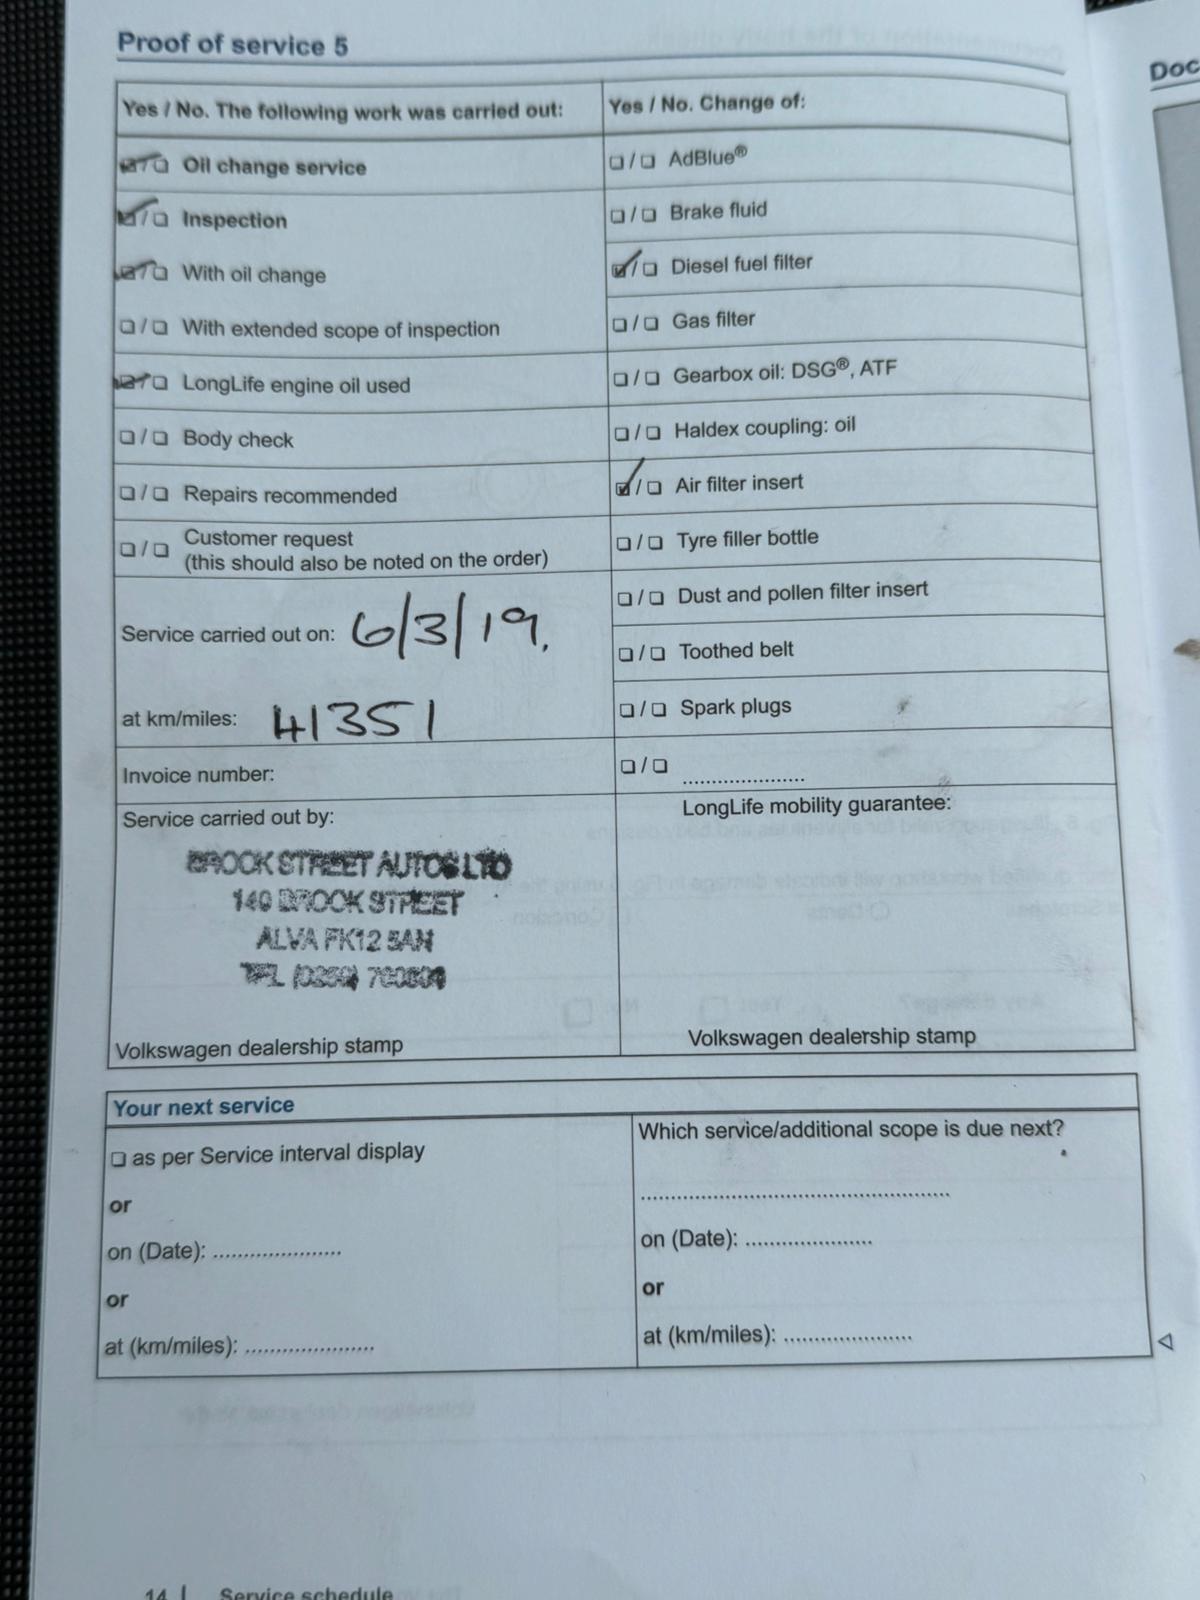 Proof of service 5
Doc
Yes / No. The following work was carried out:
☑/☐ Oil change service
☑/☐ Inspection
☑/☐ With oil change
☐/☐ With extended scope of inspection
☑/☐ LongLife engine oil used
☐/☐ Body check
☐/☐ Repairs recommended
☐/☐ Customer request
(this should also be noted on the order)
Service carried out on: 6/3/19.
at km/miles: 41351
Invoice number:
Service carried out by:
BROOK STREET AUTOS LTD
140 BROOK STREET
ALVA FK12 5AN
TEL
Volkswagen dealership stamp
Yes / No. Change of:
☐/☐ AdBlue®
☐/☐ Brake fluid
☑/☐ Diesel fuel filter
☐/☐ Gas filter
☐/☐ Gearbox oil: DSG®, ATF
☐/☐ Haldex coupling: oil
☑/☐ Air filter insert
☐/☐ Tyre filler bottle
☐/☐ Dust and pollen filter insert
☐/☐ Toothed belt
☐/☐ Spark plugs
☐/☐ .....................
LongLife mobility guarantee:
Volkswagen dealership stamp
Your next service
☐ as per Service interval display
or
on (Date): ......................
or
at (km/miles): ......................
Which service/additional scope is due next?
....................................................
on (Date): ......................
or
at (km/miles): ......................
14 | Service schedule